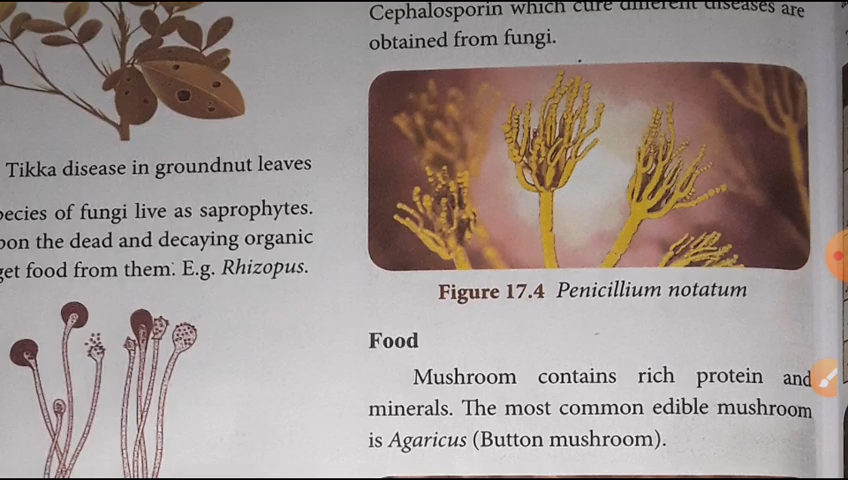 Tikka disease in groundnut leaves
pecies of fungi live as saprophytes.
pon the dead and decaying organic
get food from them. E.g. Rhizopus.
Cephalosporin which cure different diseases are
obtained from fungi.
Figure 17.4 Penicillium notatum
Food
Mushroom contains rich protein and
minerals. The most common edible mushroom
is Agaricus (Button mushroom).